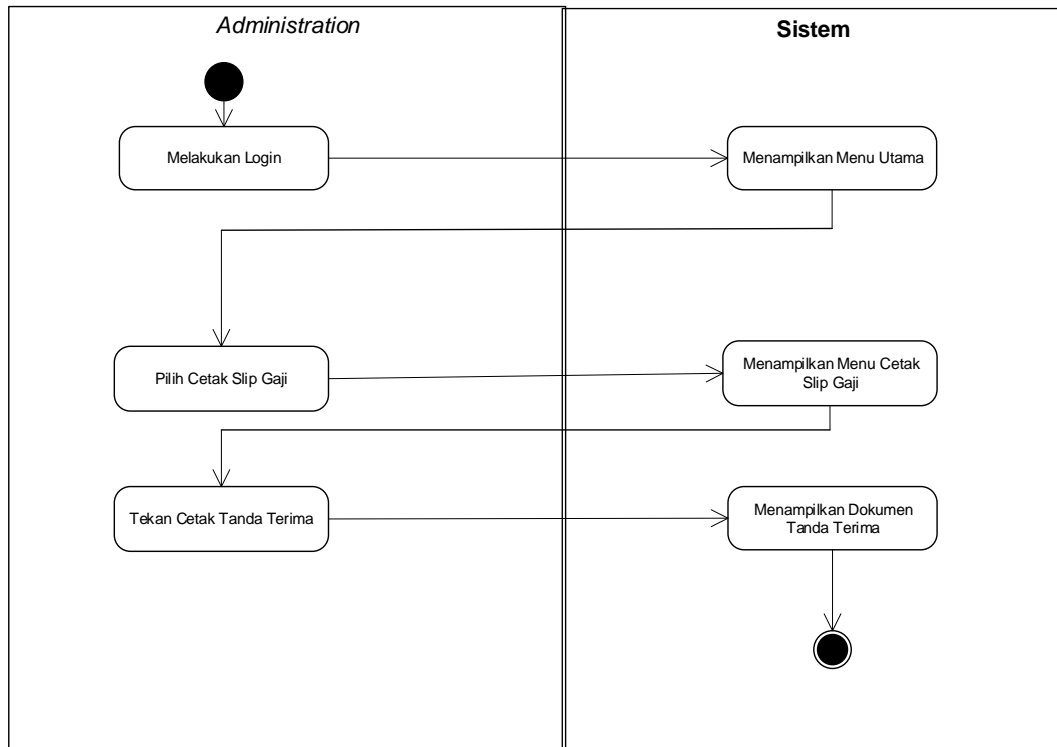 Administration
Sistem
Melakukan Login
Menampilkan Menu Utama
Pilih Cetak Slip Gaji
Menampilkan Menu Cetak
Slip Gaji
Tekan Cetak Tanda Terima
Menampilkan Dokumen
Tanda Terima